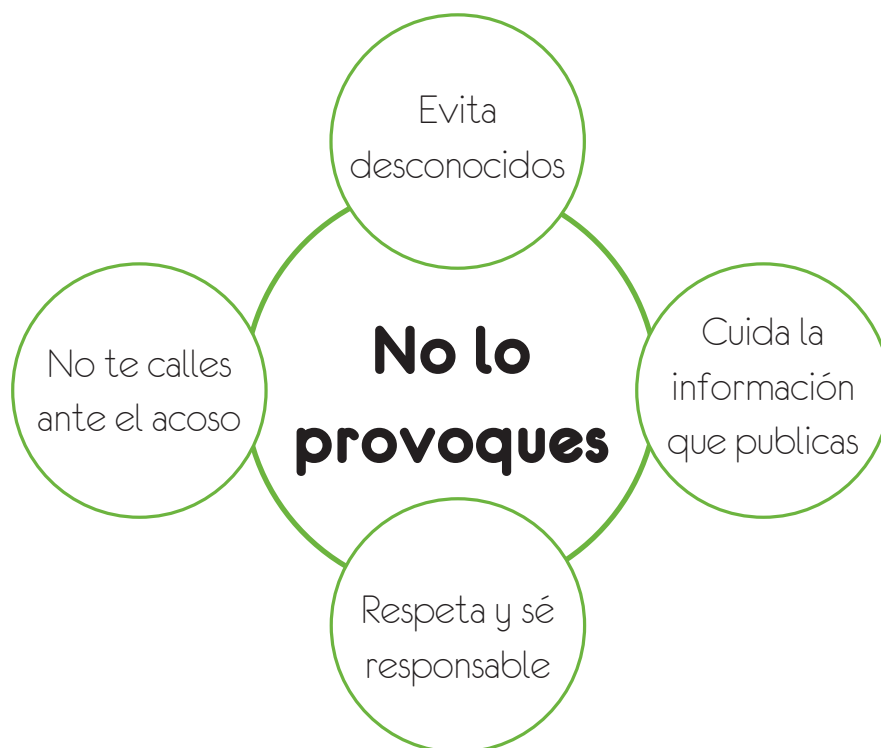 Evita
desconocidos
No te calles
ante el acoso
No lo
provoques
Cuida la
información
que publicas
Respeta y sé
responsable